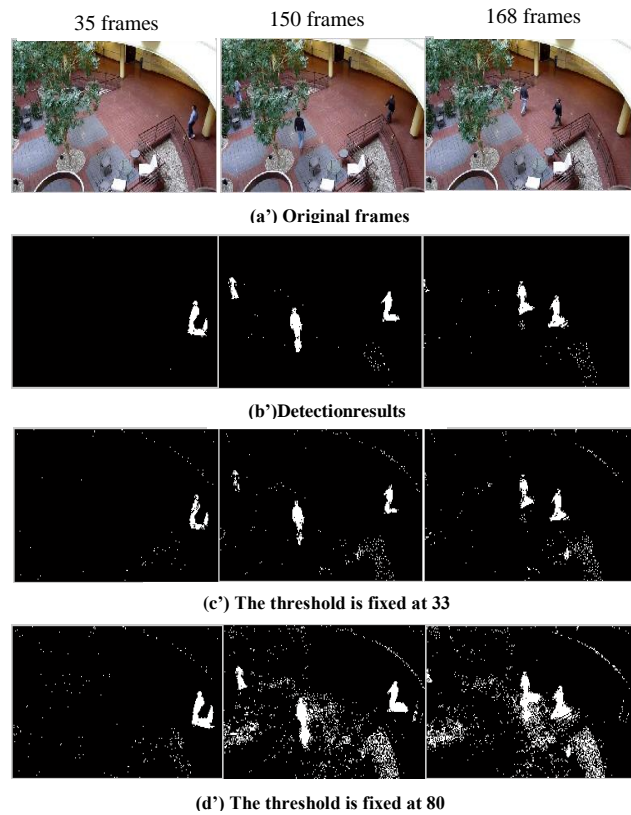 35 frames 150 frames 168 frames
(a’) Original frames
(b’)Detectionresults
(c’) The threshold is fixed at 33
(d’) The threshold is fixed at 80